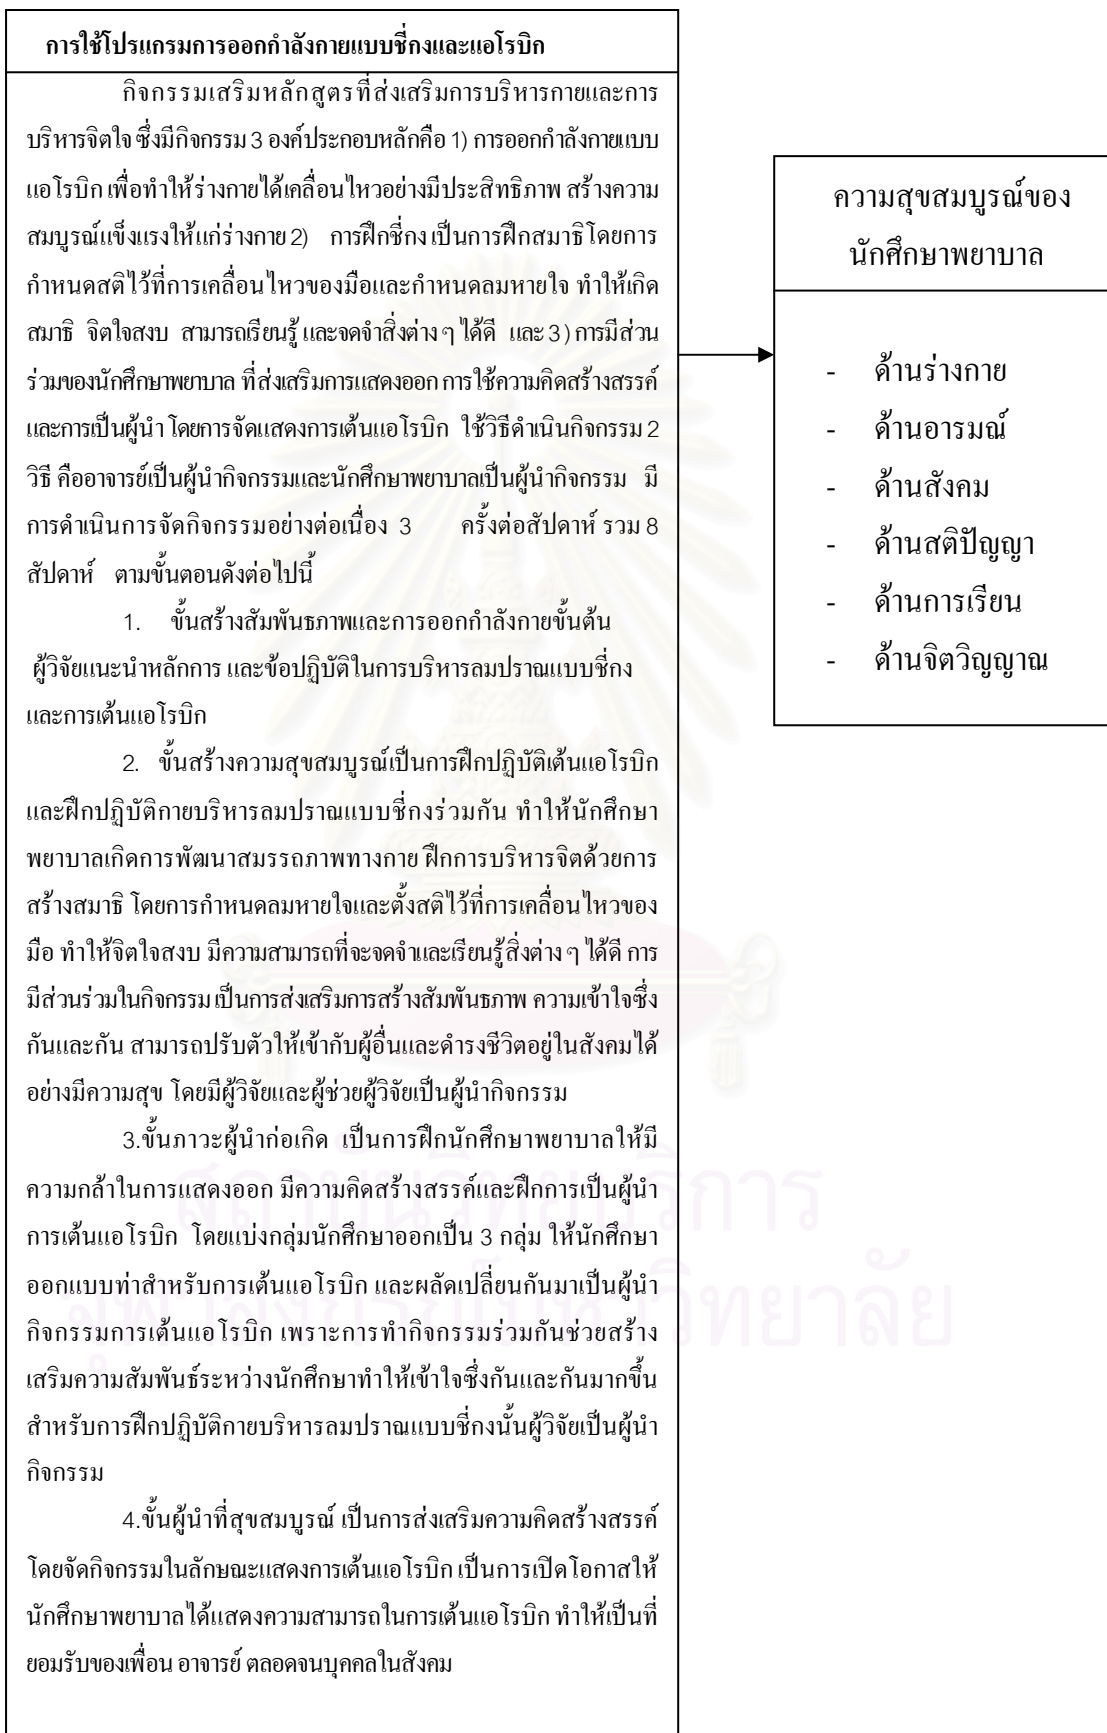 การใช้โปรแกรมการออกกำลังกายแบบชี่กงและแอโรบิก
กิจกรรมเสริมหลักสูตรที่ส่งเสริมการบริหารกายและการ
บริหารจิตใจ ซึ่งมีกิจกรรม 3 องค์ประกอบหลักคือ 1) การออกกำลังกายแบบ
แอโรบิก เพื่อทำให้ร่างกายได้เคลื่อนไหวอย่างมีประสิทธิภาพ สร้างความ
สมบูรณ์แข็งแรงให้แก่ร่างกาย 2) การฝึกชี่กง เป็นการฝึกสมาธิโดยการ
กำหนดสติไว้ที่การเคลื่อนไหวของมือและกำหนดลมหายใจ ทำให้เกิด
สมาธิ จิตใจสงบ สามารถเรียนรู้ และจดจำสิ่งต่าง ๆ ได้ดี และ 3) การมีส่วน
ร่วมของนักศึกษาพยาบาล ที่ส่งเสริมการแสดงออก การใช้ความคิดสร้างสรรค์
และการเป็นผู้นำ โดยการจัดแสดงการเต้นแอโรบิก ใช้วิธีดำเนินกิจกรรม 2
วิธี คืออาจารย์เป็นผู้นำกิจกรรมและนักศึกษาพยาบาลเป็นผู้นำกิจกรรม มี
การดำเนินการจัดกิจกรรมอย่างต่อเนื่อง 3 ครั้งต่อสัปดาห์ รวม 8
สัปดาห์ ตามขั้นตอนดังต่อไปนี้
1. ขั้นสร้างสัมพันธภาพและการออกกำลังกายขั้นต้น
ผู้วิจัยแนะนำหลักการ และข้อปฏิบัติในการบริหารลมปราณแบบชี่กง
และการเต้นแอโรบิก
2. ขั้นสร้างความสุขสมบูรณ์เป็นการฝึกปฏิบัติเต้นแอโรบิก
และฝึกปฏิบัติกายบริหารลมปราณแบบชี่กงร่วมกัน ทำให้นักศึกษา
พยาบาลเกิดการพัฒนาสมรรถภาพทางกาย ฝึกการบริหารจิตด้วยการ
สร้างสมาธิ โดยการกำหนดลมหายใจและตั้งสติไว้ที่การเคลื่อนไหวของ
มือ ทำให้จิตใจสงบ มีความสามารถที่จะจดจำและเรียนรู้สิ่งต่าง ๆ ได้ดี การ
มีส่วนร่วมในกิจกรรม เป็นการส่งเสริมการสร้างสัมพันธภาพ ความเข้าใจซึ่ง
กันและกัน สามารถปรับตัวให้เข้ากับผู้อื่นและดำรงชีวิตอยู่ในสังคมได้
อย่างมีความสุข โดยมีผู้วิจัยและผู้ช่วยผู้วิจัยเป็นผู้นำกิจกรรม
3.ขั้นภาวะผู้นำก่อเกิด เป็นการฝึกนักศึกษาพยาบาลให้มี
ความกล้าในการแสดงออก มีความคิดสร้างสรรค์และฝึกการเป็นผู้นำ
การเต้นแอโรบิก โดยแบ่งกลุ่มนักศึกษาออกเป็น 3 กลุ่ม ให้นักศึกษา
ออกแบบท่าสำหรับการเต้นแอโรบิก และผลัดเปลี่ยนกันมาเป็นผู้นำ
กิจกรรมการเต้นแอโรบิก เพราะการทำกิจกรรมร่วมกันช่วยสร้าง
เสริมความสัมพันธ์ระหว่างนักศึกษาทำให้เข้าใจซึ่งกันและกันมากขึ้น
สำหรับการฝึกปฏิบัติกายบริหารลมปราณแบบชี่กงนั้นผู้วิจัยเป็นผู้นำ
กิจกรรม
4.ขั้นผู้นำที่สุขสมบูรณ์ เป็นการส่งเสริมความคิดสร้างสรรค์
โดยจัดกิจกรรมในลักษณะแสดงการเต้นแอโรบิก เป็นการเปิดโอกาสให้
นักศึกษาพยาบาลได้แสดงความสามารถในการเต้นแอโรบิก ทำให้เป็นที่
ยอมรับของเพื่อน อาจารย์ ตลอดจนบุคคลในสังคม
ความสุขสมบูรณ์ของ
นักศึกษาพยาบาล
- ด้านร่างกาย
- ด้านอารมณ์
- ด้านสังคม
- ด้านสติปัญญา
- ด้านการเรียน
- ด้านจิตวิญญาณ
สถาบันวิทยบริการ
จุฬาลงกรณ์มหาวิทยาลัย